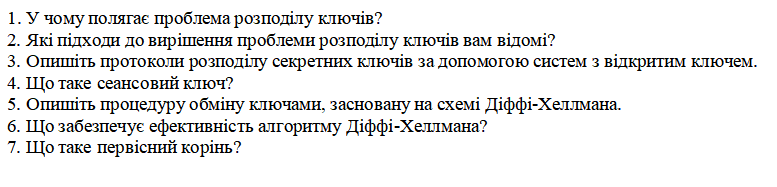 1. У чому полягає проблема розподілу ключів?
2. Які підходи до вирішення проблеми розподілу ключів вам відомі?
3. Опишіть протоколи розподілу секретних ключів за допомогою систем з відкритим ключем.
4. Що таке сеансовий ключ?
5. Опишіть процедуру обміну ключами, засновану на схемі Діффі-Хеллмана.
6. Що забезпечує ефективність алгоритму Діффі-Хеллмана?
7. Що таке первісний корінь?